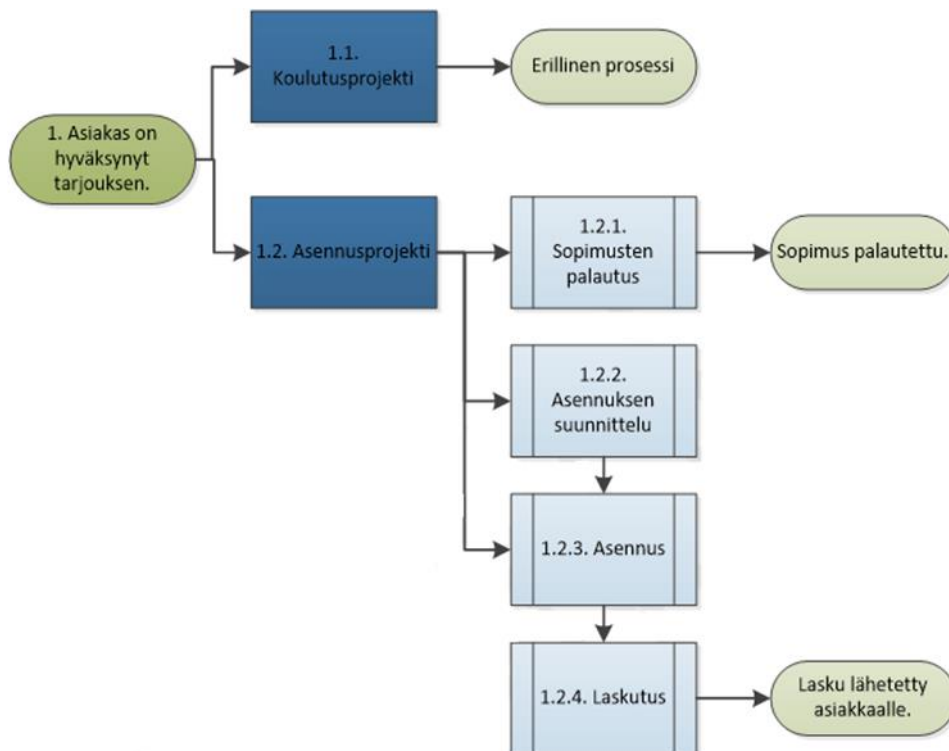 1.1.
Koulutusprojekti
Erillinen prosessi
1. Asiakas on
hyväksynyt
tarjouksen.
1.2. Asennusprojekti
1.2.1.
Sopimusten
palautus
Sopimus palautettu.
1.2.2.
Asennuksen
suunnittelu
1.2.3. Asennus
1.2.4. Laskutus
Lasku lähetetty
asiakkaalle.